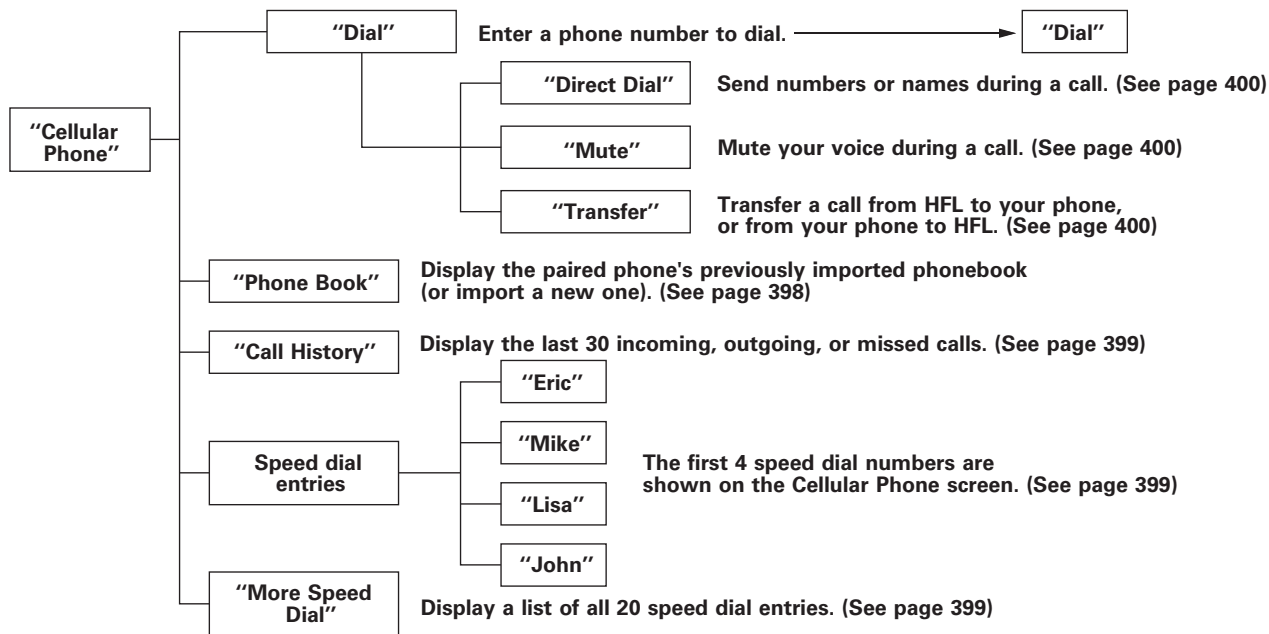 "Dial" Enter a phone number to dial. "Dial"
"Direct Dial" Send numbers or names during a call. (See page 400)
"Cellular
Phone"
"Mute" Mute your voice during a call. (See page 400)
"Transfer" Transfer a call from HFL to your phone,
or from your phone to HFL. (See page 400)
"Phone Book" Display the paired phone's previously imported phonebook
(or import a new one). (See page 398)
"Call History" Display the last 30 incoming, outgoing, or missed calls. (See page 399)
Speed dial
entries
"Eric"
"Mike"
"Lisa"
"John"
The first 4 speed dial numbers are
shown on the Cellular Phone screen. (See page 399)
"More Speed
Dial"
Display a list of all 20 speed dial entries. (See page 399)